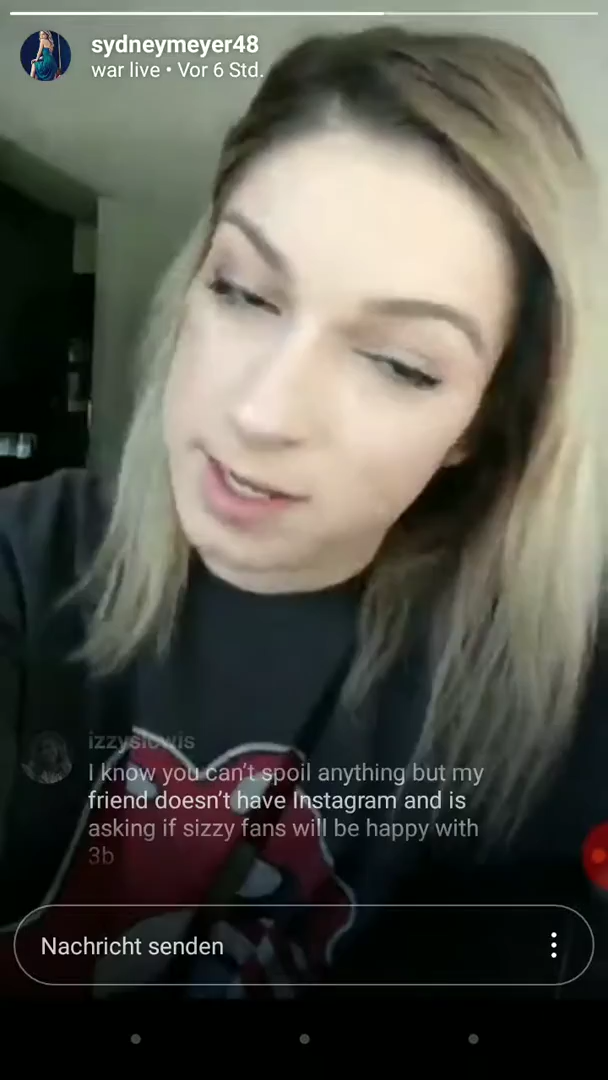 sydneymeyer48
war live • Vor 6 Std.
I know you can't spoil anything but my
friend doesn't have Instagram and is
asking if sizzy fans will be happy with
3b
Nachricht senden